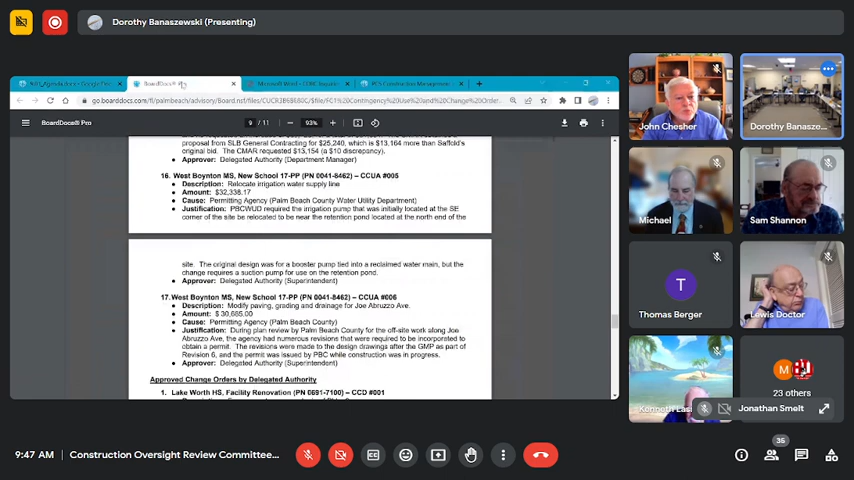 Dorothy Banaszewski (Presenting)
BoardDocs® Pro
Microsoft Word - CORC
PCS Construction Management
BoardDocs® Pro
9 / 11
93%
proposal from SLB General Contracting for $25,240, which is $13,164 more than Saffold's
original bid. The CMAR requested $13,154 (a $10 discrepancy).
Approver: Delegated Authority (Department Manager)
16. West Boynton MS, New School 17-PP (PN 0041-8462) – CCUA #005
Description: Relocate irrigation water supply line
Amount: $32,338.17
Cause: Permitting Agency (Palm Beach County Water Utility Department)
Justification: PBCWUD required the irrigation pump that was initially located at the SE
corner of the site be relocated to be near the retention pond located at the north end of the
site. The original design was for a booster pump tied into a reclaimed water main, but the
change requires a suction pump for use on the retention pond.
Approver: Delegated Authority (Superintendent)
17. West Boynton MS, New School 17-PP (PN 0041-8462) – CCUA #006
Description: Modify paving, grading and drainage for Joe Abruzzo Ave.
Amount: $ 30,685.00
Cause: Permitting Agency (Palm Beach County)
Justification: During plan review by Palm Beach County for the off-site work along Joe
Abruzzo Ave, the agency had numerous revisions that were required to be incorporated to
obtain a permit. The revisions were made to the design drawings after the GMP as part of
Revision 6, and the permit was issued by PBC while construction was in progress.
Approver: Delegated Authority (Superintendent)
Approved Change Orders by Delegated Authority
1. Lake Worth HS, Facility Renovation (PN 0691-7100) – CCD #001
John Chesher
Dorothy Banaszew...
Michael
Sam Shannon
T
Thomas Berger
Lewis Doctor
M
23 others
Jonathan Smelt
9:47 AM
Construction Oversight Review Committee...
35